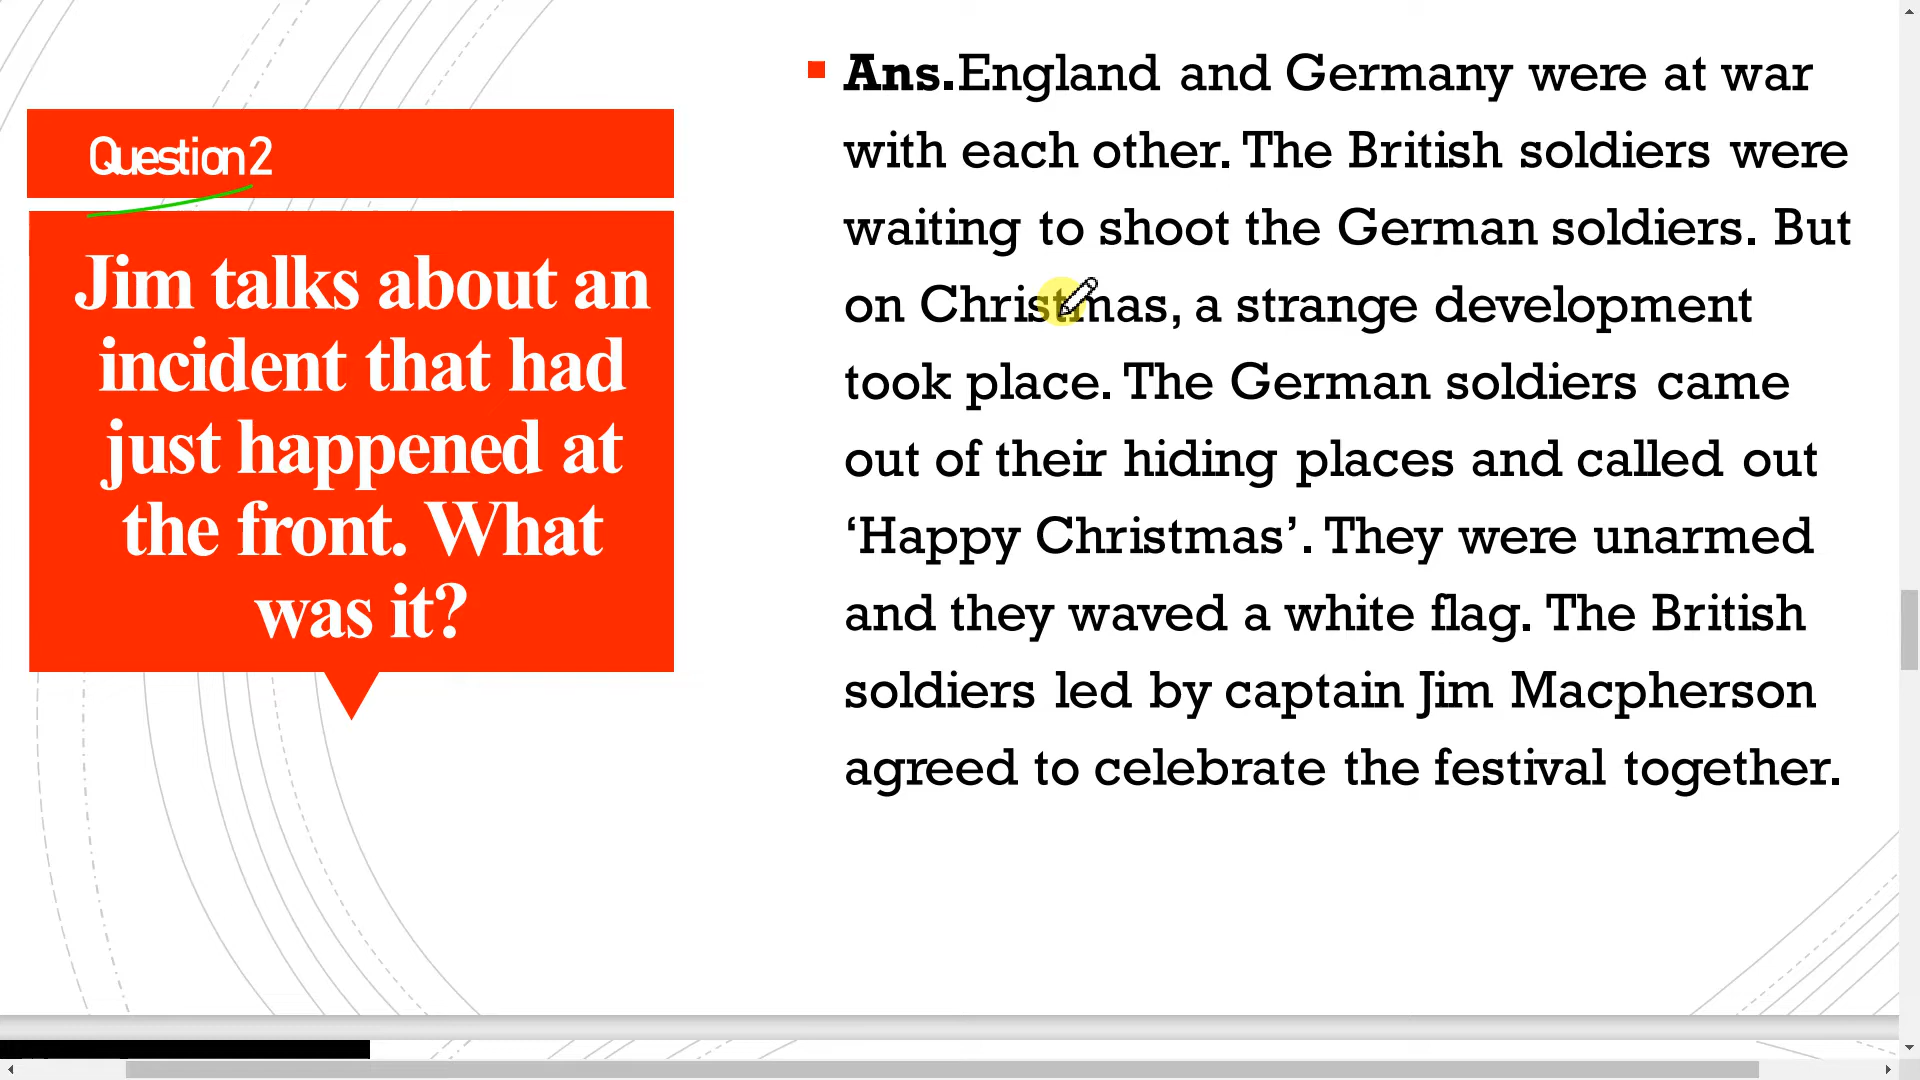 Question 2
Jim talks about an
incident that had
just happened at
the front. What
was it?
Ans.England and Germany were at war
with each other. The British soldiers were
waiting to shoot the German soldiers. But
on Christmas, a strange development
took place. The German soldiers came
out of their hiding places and called out
‘Happy Christmas’. They were unarmed
and they waved a white flag. The British
soldiers led by captain Jim Macpherson
agreed to celebrate the festival together.